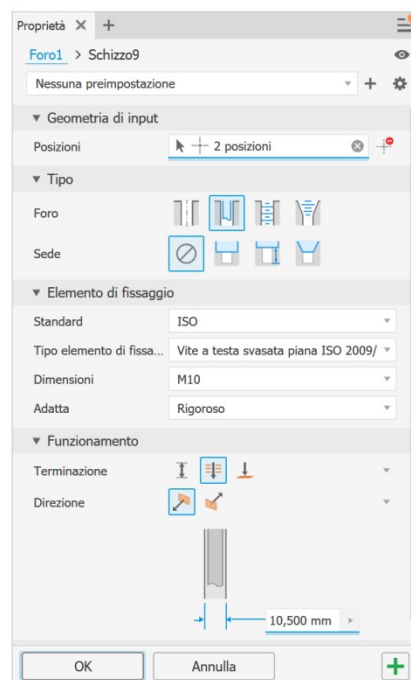 Proprietà
Foro1 > Schizzo9
Nessuna preimpostazione
Geometria di input
Posizioni 2 posizioni
Tipo
Foro
Sede
Elemento di fissaggio
Standard ISO
Tipo elemento di fissa... Vite a testa svasata piana ISO 2009/
Dimensioni M10
Adatta Rigoroso
Funzionamento
Terminazione
Direzione
10,500 mm
OK Annulla